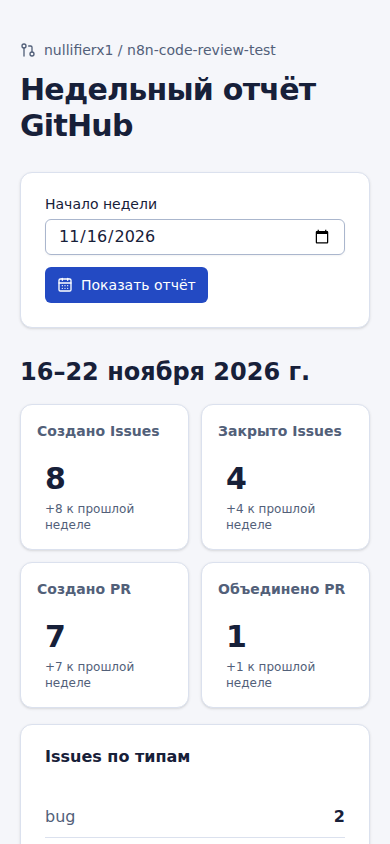 nullifierx1 / n8n-code-review-test
Недельный отчёт
GitHub
Начало недели
11/16/2026
Показать отчёт
16–22 ноября 2026 г.
Создано Issues
8
+8 к прошлой
неделе
Закрыто Issues
4
+4 к прошлой
неделе
Создано PR
7
+7 к прошлой
неделе
Объединено PR
1
+1 к прошлой
неделе
Issues по типам
bug 2